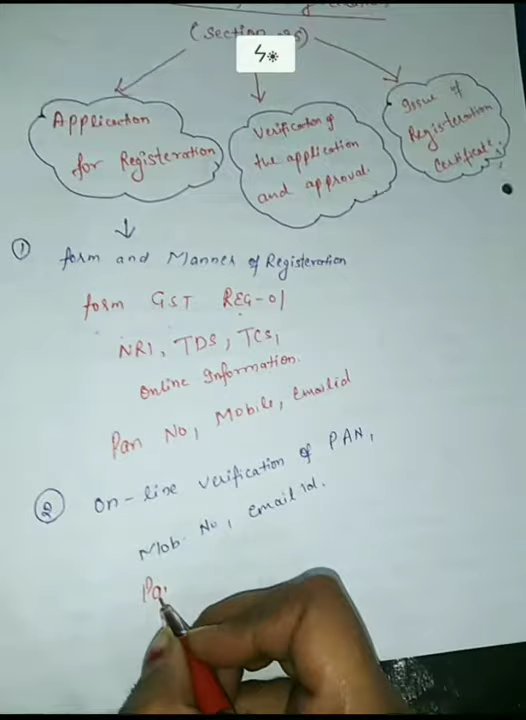 (Section
Application
for Registeration
Verification of
the application
and approval.
Issue of
Registeration
Certificate
① form and Manner of Registeration
form GST REG-01
NRI, TDS, TCS,
Online Information.
Pan No, Mobile, Emailid
② On-line Verification of PAN,
Mob. No, Email id.
Pa